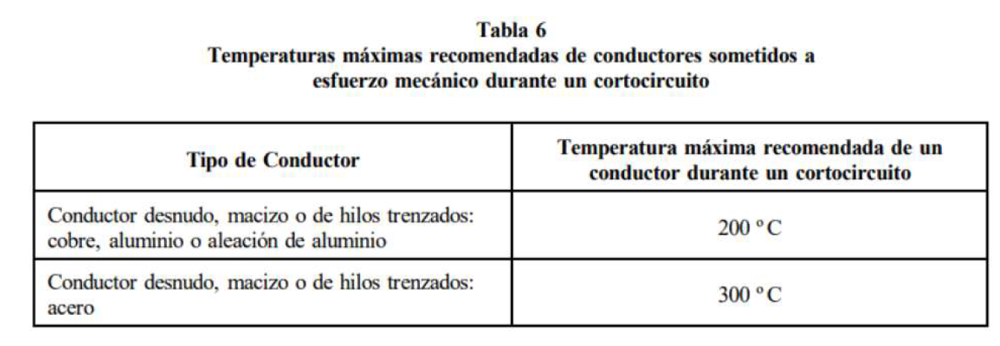 Tabla 6
Temperaturas máximas recomendadas de conductores sometidos a
esfuerzo mecánico durante un cortocircuito
Tipo de Conductor
Temperatura máxima recomendada de un
conductor durante un cortocircuito
Conductor desnudo, macizo o de hilos trenzados:
cobre, aluminio o aleación de aluminio
200 º C
Conductor desnudo, macizo o de hilos trenzados:
acero
300 º C